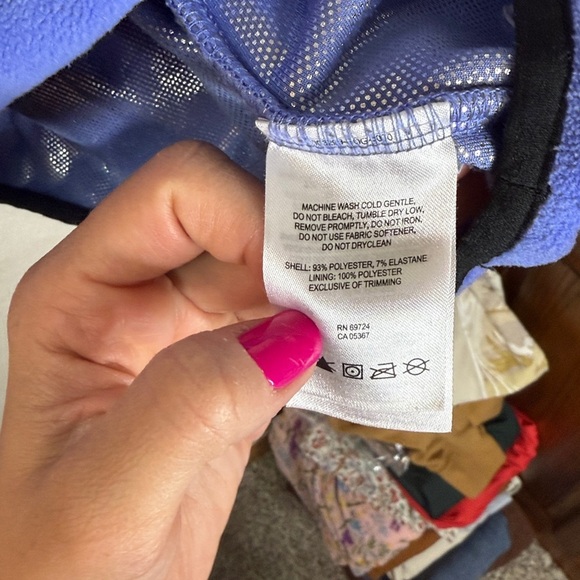 MACHINE WASH COLD GENTLE,
DO NOT BLEACH, TUMBLE DRY LOW,
REMOVE PROMPTLY, DO NOT IRON.
DO NOT USE FABRIC SOFTENER,
DO NOT DRYCLEAN
SHELL: 93% POLYESTER, 7% ELASTANE
LINING: 100% POLYESTER
EXCLUSIVE OF TRIMMING
RN 69724
CA 05367